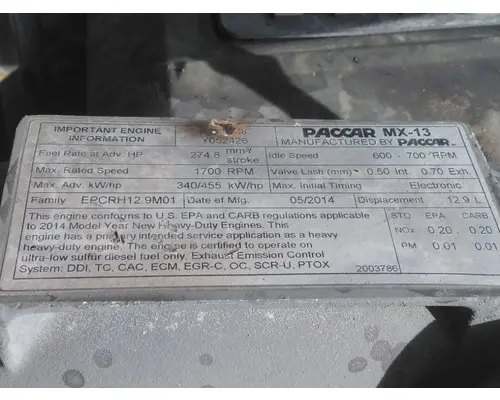 IMPORTANT ENGINE INFORMATION
Y052426
PACCAR MX-13
MANUFACTURED BY PACCAR
Fuel Rate at Adv. HP 274.8 mm³/stroke Idle Speed 600 - 700 RPM
Max. Rated Speed 1700 RPM Valve Lash (mm) 0.50 Int. 0.70 Exh.
Max. Adv kW/hp 340/455 kW/hp Max. Initial Timing Electronic
Family EPCRH12.9M01 Date of Mfg. 05/2014 Displacement 12.9 L
This engine conforms to U.S. EPA and CARB regulations applicable
to 2014 Model Year New Heavy-Duty Engines. This
engine has a primary intended service application as a heavy
heavy-duty engine. The engine is certified to operate on
ultra-low sulfur diesel fuel only. Exhaust Emission Control
System: DDI, TC, CAC, ECM, EGR-C, OC, SCR-U, PTOX
STD EPA CARB
NOx 0.20 0.20
PM 0.01 0.01
2003786